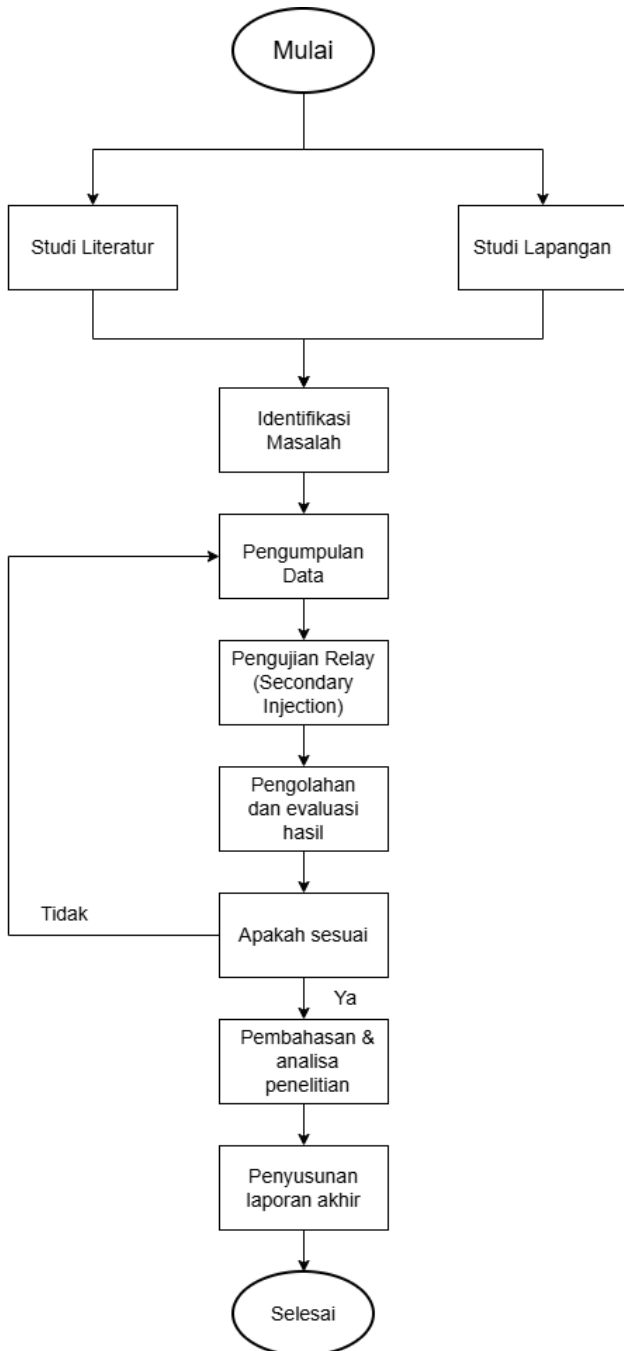 Mulai
Studi Literatur
Studi Lapangan
Identifikasi
Masalah
Pengumpulan
Data
Pengujian Relay
(Secondary
Injection)
Pengolahan
dan evaluasi
hasil
Tidak
Apakah sesuai
Ya
Pembahasan &
analisa
penelitian
Penyusunan
laporan akhir
Selesai